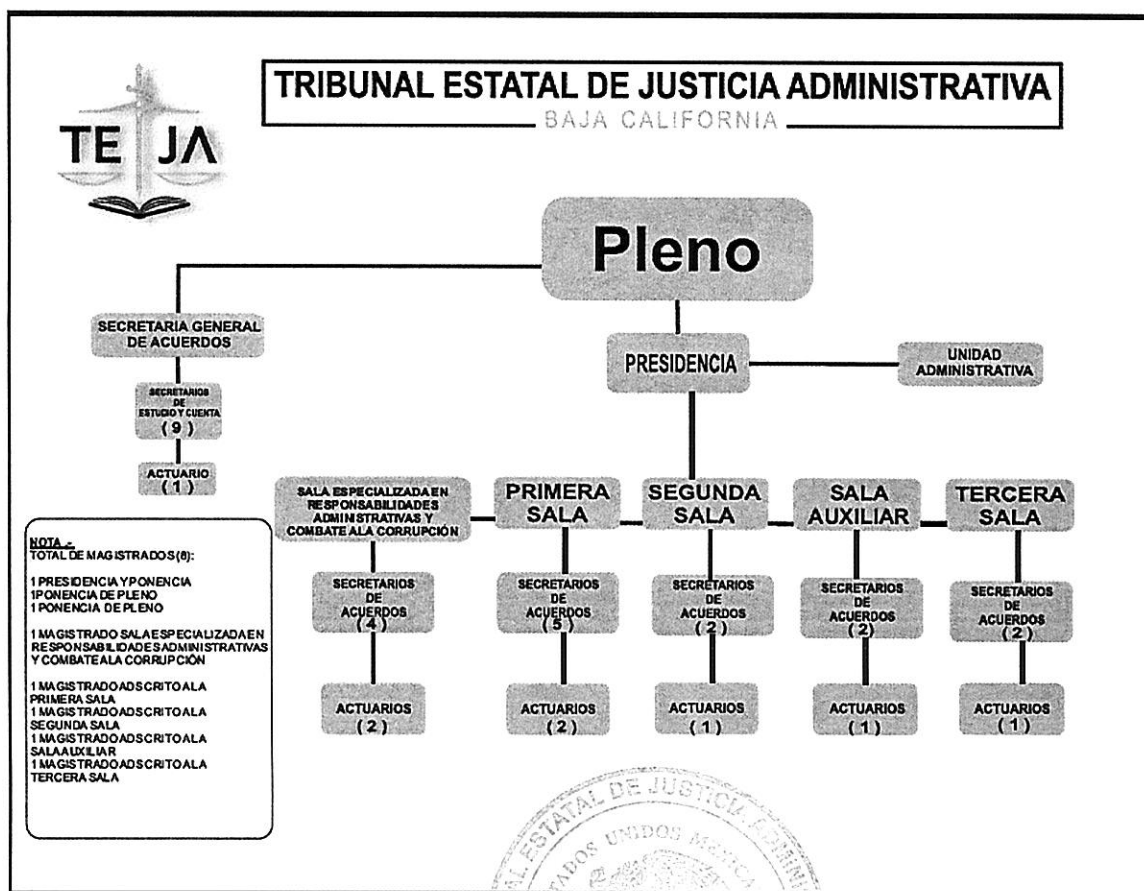 TE JA
TRIBUNAL ESTATAL DE JUSTICIA ADMINISTRATIVA
BAJA CALIFORNIA
Pleno
SECRETARIA GENERAL
DE ACUERDOS
PRESIDENCIA
UNIDAD
ADMINISTRATIVA
SECRETARIOS
DE
ESTUDIO Y CUENTA
(9)
ACTUARIO
(1)
SALA ESPECIALIZADA EN
RESPONSABILIDADES
ADMINISTRATIVAS Y
COMBATE A LA CORRUPCIÓN
PRIMERA
SALA
SEGUNDA
SALA
SALA
AUXILIAR
TERCERA
SALA
SECRETARIOS
DE
ACUERDOS
(4)
SECRETARIOS
DE
ACUERDOS
(5)
SECRETARIOS
DE
ACUERDOS
(2)
SECRETARIOS
DE
ACUERDOS
(2)
SECRETARIOS
DE
ACUERDOS
(2)
ACTUARIOS
(2)
ACTUARIOS
(2)
ACTUARIOS
(1)
ACTUARIOS
(1)
ACTUARIOS
(1)
NOTA.-
TOTAL DE MAGISTRADOS (8):
1 PRESIDENCIA Y PONENCIA
1 PONENCIA DE PLENO
1 PONENCIA DE PLENO
1 MAGISTRADO SALA ESPECIALIZADA EN
RESPONSABILIDADES ADMINISTRATIVAS
Y COMBATE A LA CORRUPCIÓN
1 MAGISTRADO ADSCRITO A LA
PRIMERA SALA
1 MAGISTRADO ADSCRITO A LA
SEGUNDA SALA
1 MAGISTRADO ADSCRITO A LA
SALA AUXILIAR
1 MAGISTRADO ADSCRITO A LA
TERCERA SALA
ESTATAL DE JUSTICIA
UNIDOS